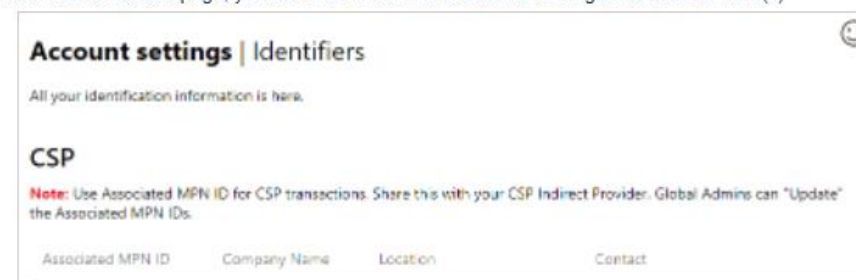 Account settings | Identifiers
All your identification information is here.
CSP
Note: Use Associated MPN ID for CSP transactions. Share this with your CSP Indirect Provider. Global Admins can "Update"
the Associated MPN IDs.
Associated MPN ID Company Name Location Contact